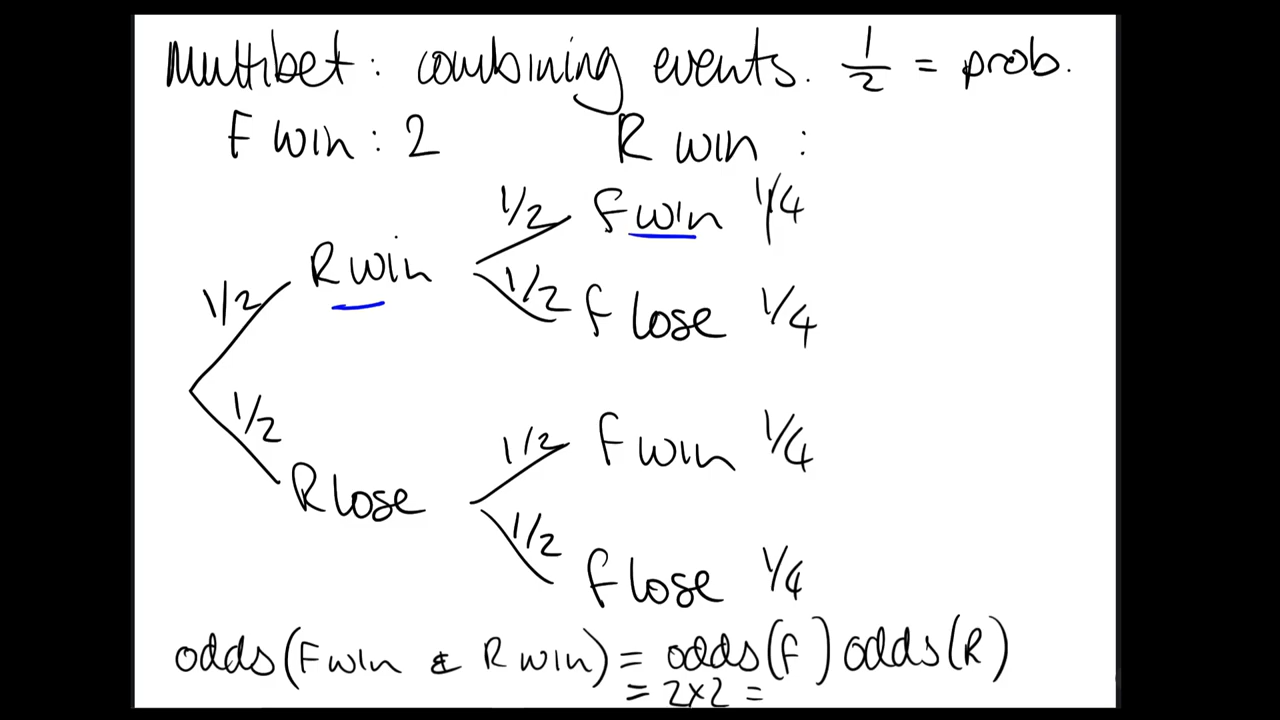 Multibet: combining events. 1/2 = prob.
F win : 2 R win :
1/2 F win 1/4
R win
1/2 1/2 F lose 1/4
1/2 1/2 F win 1/4
R lose
1/2 F lose 1/4
odds (F win & R win) = odds (F) odds (R)
= 2x2 =